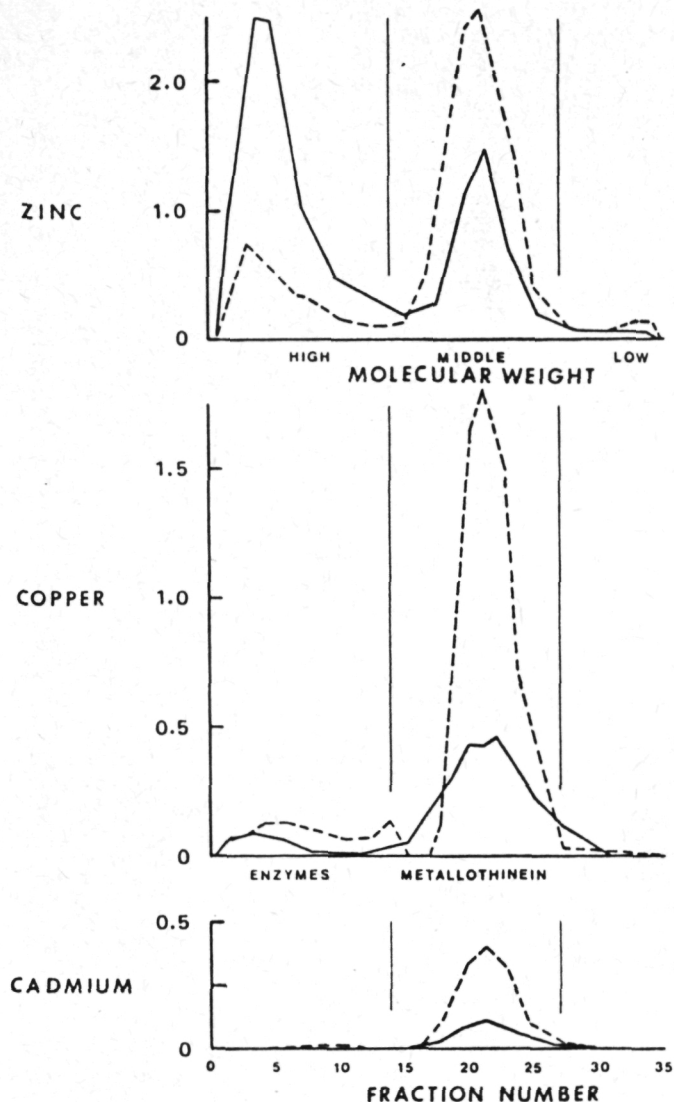 2.0
ZINC
1.0
0
HIGH MIDDLE LOW
MOLECULAR WEIGHT
1.5
COPPER
1.0
0.5
0
ENZYMES METALLOTHINEIN
0.5
CADMIUM
0
0 5 10 15 20 25 30 35
FRACTION NUMBER